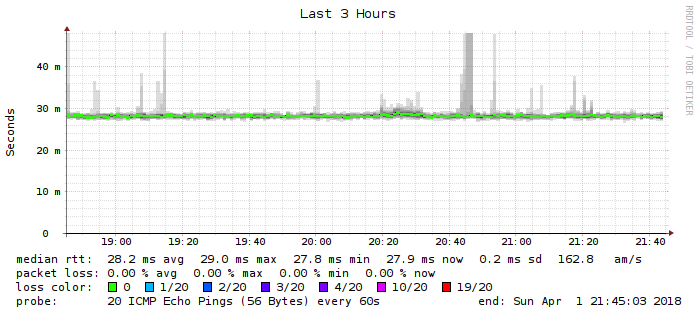 Last 3 Hours
RRDTOOL / TOBI OETIKER
Seconds
40 m
30 m
20 m
10 m
0
19:00 19:20 19:40 20:00 20:20 20:40 21:00 21:20 21:40
median rtt: 28.2 ms avg 29.0 ms max 27.8 ms min 27.9 ms now 0.2 ms sd 162.8 am/s
packet loss: 0.00 % avg 0.00 % max 0.00 % min 0.00 % now
loss color: 0 1/20 2/20 3/20 4/20 10/20 19/20
probe: 20 ICMP Echo Pings (56 Bytes) every 60s end: Sun Apr 1 21:45:03 2018